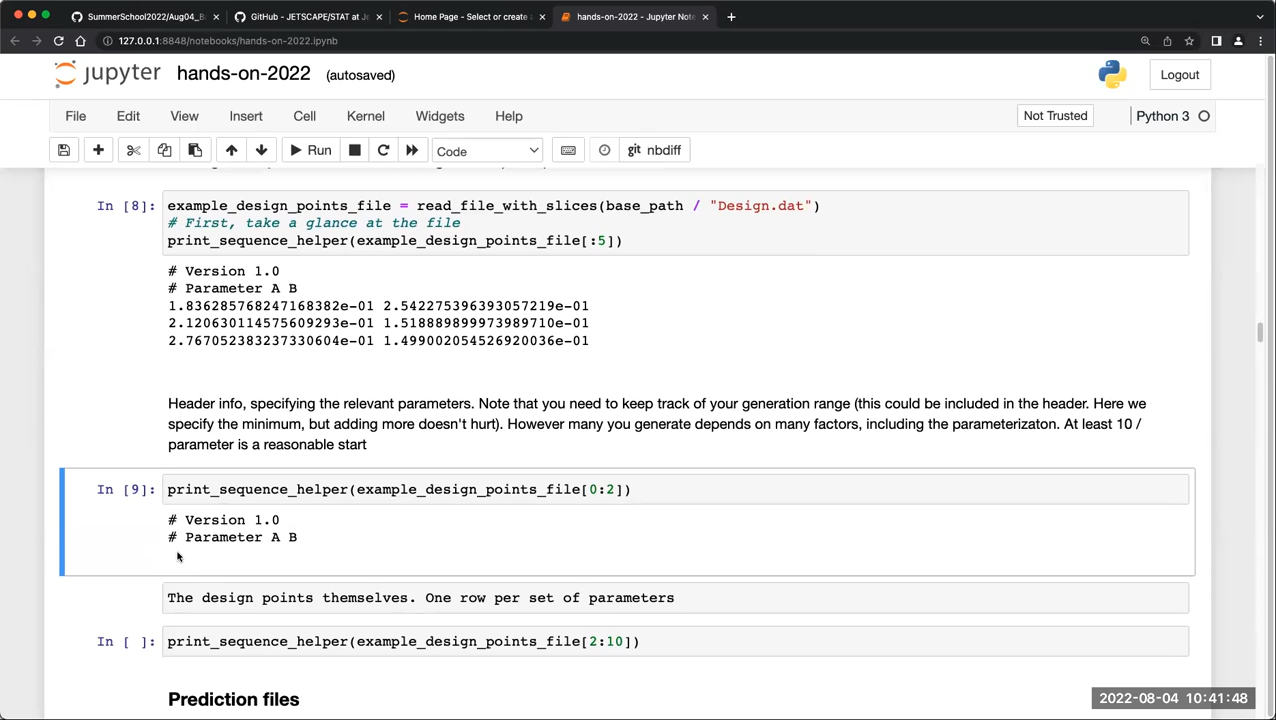 SummerSchool2022/Aug04_B
GitHub - JETSCAPE/STAT at J
Home Page - Select or create a
hands-on-2022 - Jupyter Note
127.0.0.1:8848/notebooks/hands-on-2022.ipynb
jupyter hands-on-2022 (autosaved)
Logout
File Edit View Insert Cell Kernel Widgets Help
Not Trusted
Python 3
Run
Code
git nbdiff
In [8]: example_design_points_file = read_file_with_slices(base_path / "Design.dat")
# First, take a glance at the file
print_sequence_helper(example_design_points_file[:5])
# Version 1.0
# Parameter A B
1.836285768247168382e-01 2.542275396393057219e-01
2.120630114575609293e-01 1.518889899973989710e-01
2.767052383237330604e-01 1.499002054526920036e-01
Header info, specifying the relevant parameters. Note that you need to keep track of your generation range (this could be included in the header. Here we
specify the minimum, but adding more doesn't hurt). However many you generate depends on many factors, including the parameterizaton. At least 10 /
parameter is a reasonable start
In [9]: print_sequence_helper(example_design_points_file[0:2])
# Version 1.0
# Parameter A B
The design points themselves. One row per set of parameters
In [ ]: print_sequence_helper(example_design_points_file[2:10])
Prediction files
2022-08-04 10:41:48